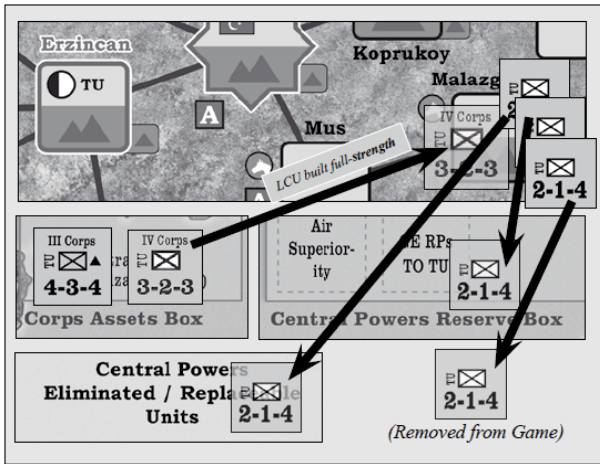 Erzincan
TU
Koprukoy
Malazg
A
Mus
IV Corps
TU
3-2-3
LCU built full-strength
TU
2
TU
2-1-4
III Corps
TU
4-3-4
IV Corps
TU
3-2-3
Corps Assets Box
Air
Superior-
ity
GE RPs
TO TU
TU
2-1-4
Central Powers Reserve Box
Central Powers
Eliminated / Replaceable
Units
TU
2-1-4
TU
2-1-4
(Removed from Game)